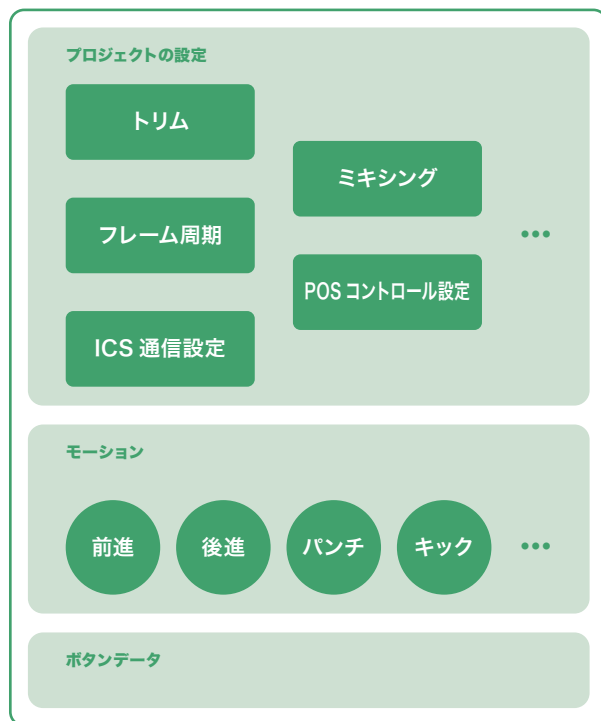 プロジェクトの設定
トリム
ミキシング
フレーム周期
•••
POS コントロール設定
ICS 通信設定
モーション
前進 後進 パンチ キック •••
ボタンデータ